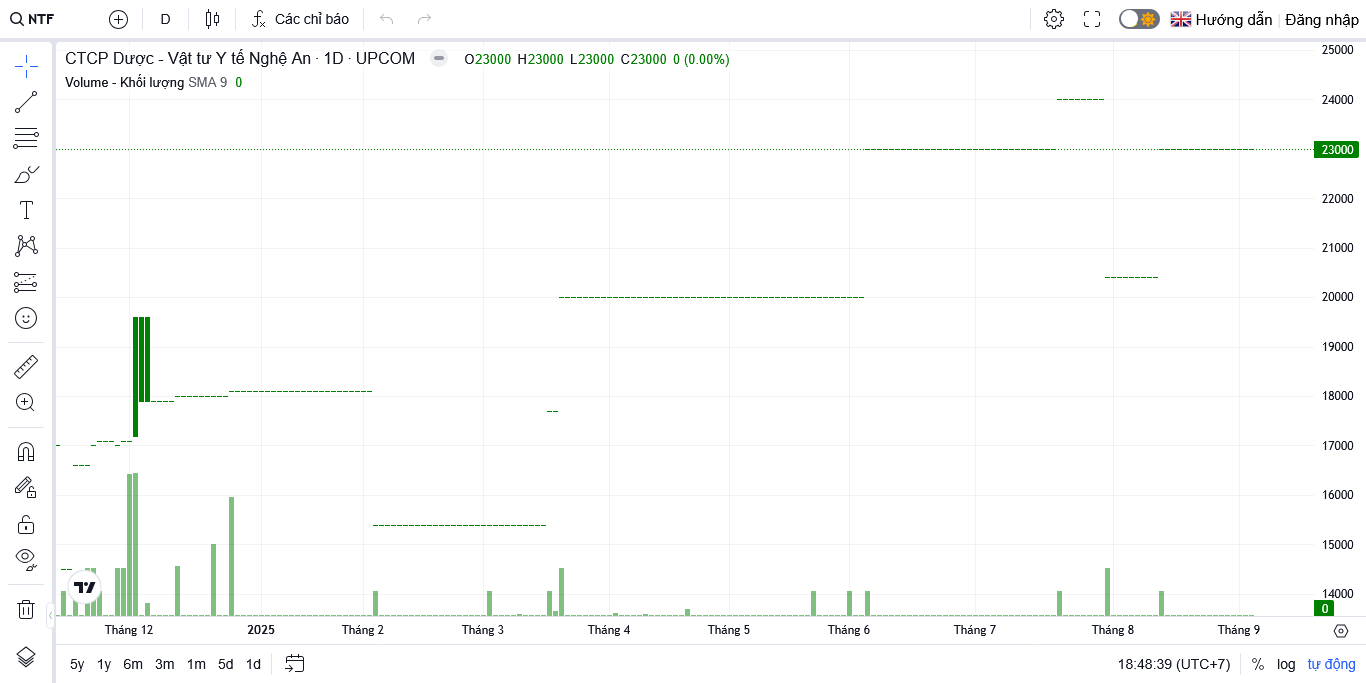 NTF D Các chỉ báo Hướng dẫn Đăng nhập
CTCP Dược - Vật tư Y tế Nghệ An · 1D · UPCOM O23000 H23000 L23000 C23000 0 (0.00%)
Volume - Khối lượng SMA 9 0
25000
24000
23000
22000
21000
20000
19000
18000
17000
16000
15000
14000
0
Tháng 12 2025 Tháng 2 Tháng 3 Tháng 4 Tháng 5 Tháng 6 Tháng 7 Tháng 8 Tháng 9
5y 1y 6m 3m 1m 5d 1d 18:48:39 (UTC+7) % log tự động